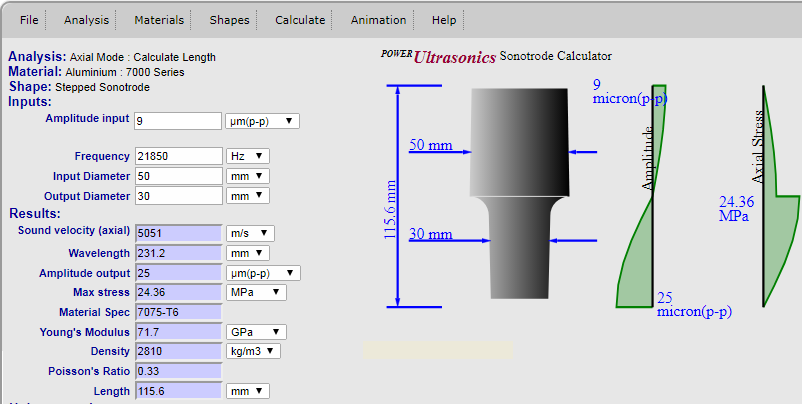 File Analysis Materials Shapes Calculate Animation Help
Analysis: Axial Mode : Calculate Length
Material: Aluminium : 7000 Series
Shape: Stepped Sonotrode
Inputs:
Amplitude input 9 µm(p-p)
Frequency 21850 Hz
Input Diameter 50 mm
Output Diameter 30 mm
Results:
Sound velocity (axial) 5051 m/s
Wavelength 231.2 mm
Amplitude output 25 µm(p-p)
Max stress 24.36 MPa
Material Spec 7075-T6
Young's Modulus 71.7 GPa
Density 2810 kg/m3
Poisson's Ratio 0.33
Length 115.6 mm
POWER Ultrasonics Sonotrode Calculator
9
micron(p-p)
50 mm
115.6 mm
30 mm
Amplitude
25
micron(p-p)
Axial Stress
24.36
MPa